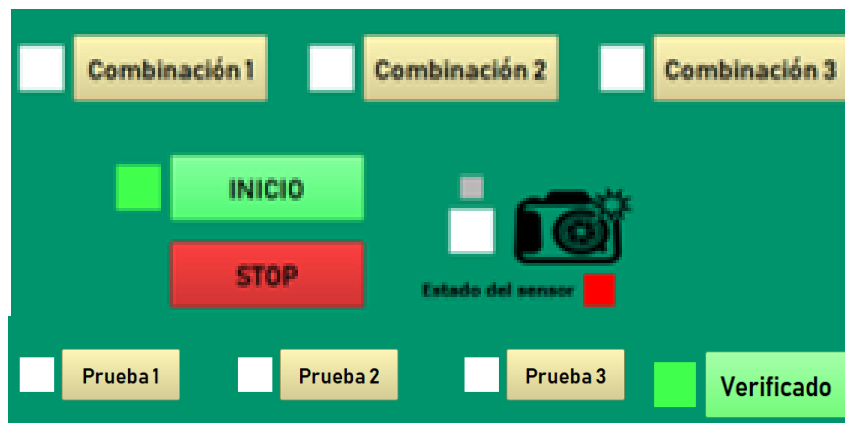 Combinación 1
Combinación 2
Combinación 3
INICIO
STOP
Estado del sensor
Prueba 1
Prueba 2
Prueba 3
Verificado